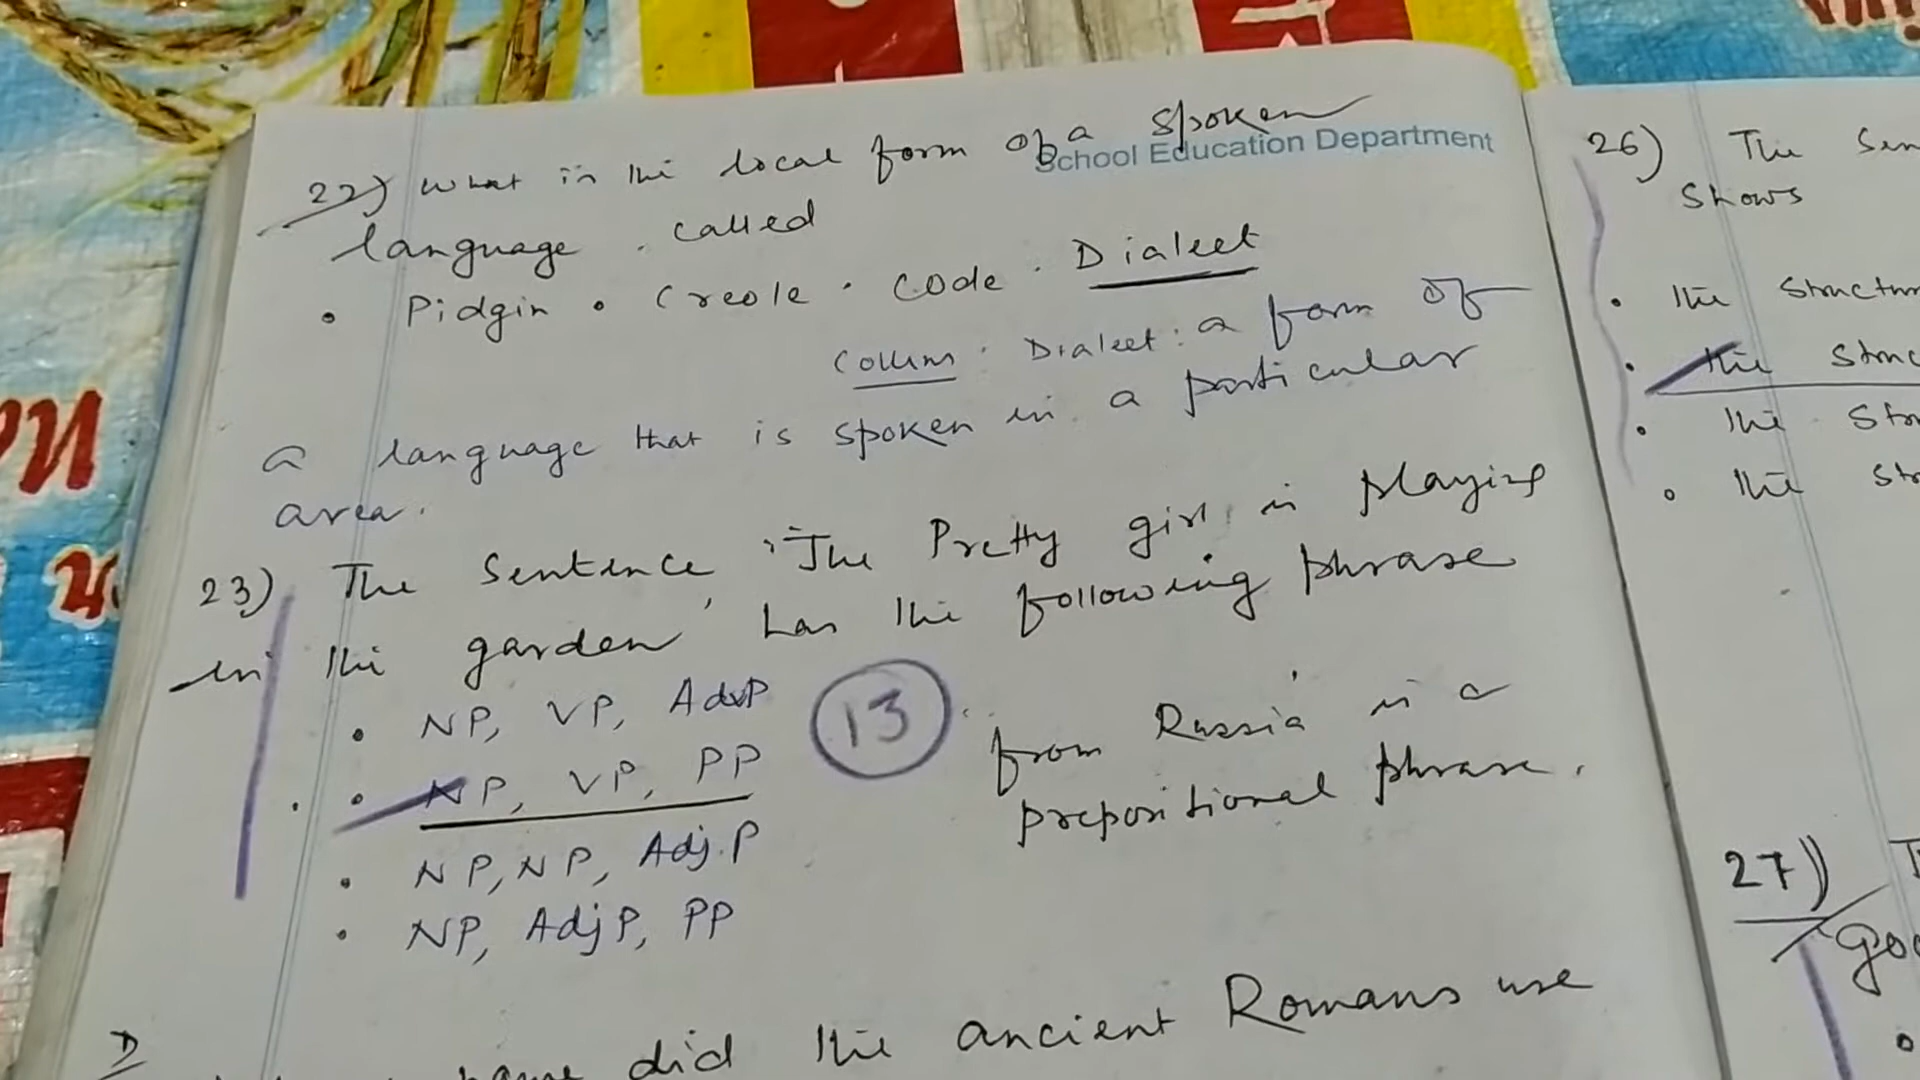 22) What is the local form of a spoken
School Education Department
language called
• Pidgin • Creole • code • Dialect
Collins. Dialect: a form of
a language that is spoken in a particular
area.
23) The Sentence, 'The Pretty girl is playing
in the garden' has the following phrase
• NP, VP, AdvP
• NP, VP, PP
• NP, NP, Adj.P
• NP, AdjP, PP
13
from Russia is a
prepositional phrase.
did the ancient Romans use
26) The Sen
Shows
• the Structur
• the Struc
• the Stru
• the Str
27)
goo